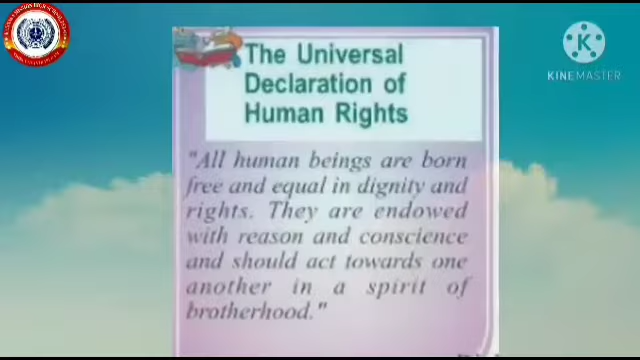 The Universal
Declaration of
Human Rights
"All human beings are born
free and equal in dignity and
rights. They are endowed
with reason and conscience
and should act towards one
another in a spirit of
brotherhood."
K
KINEMASTER